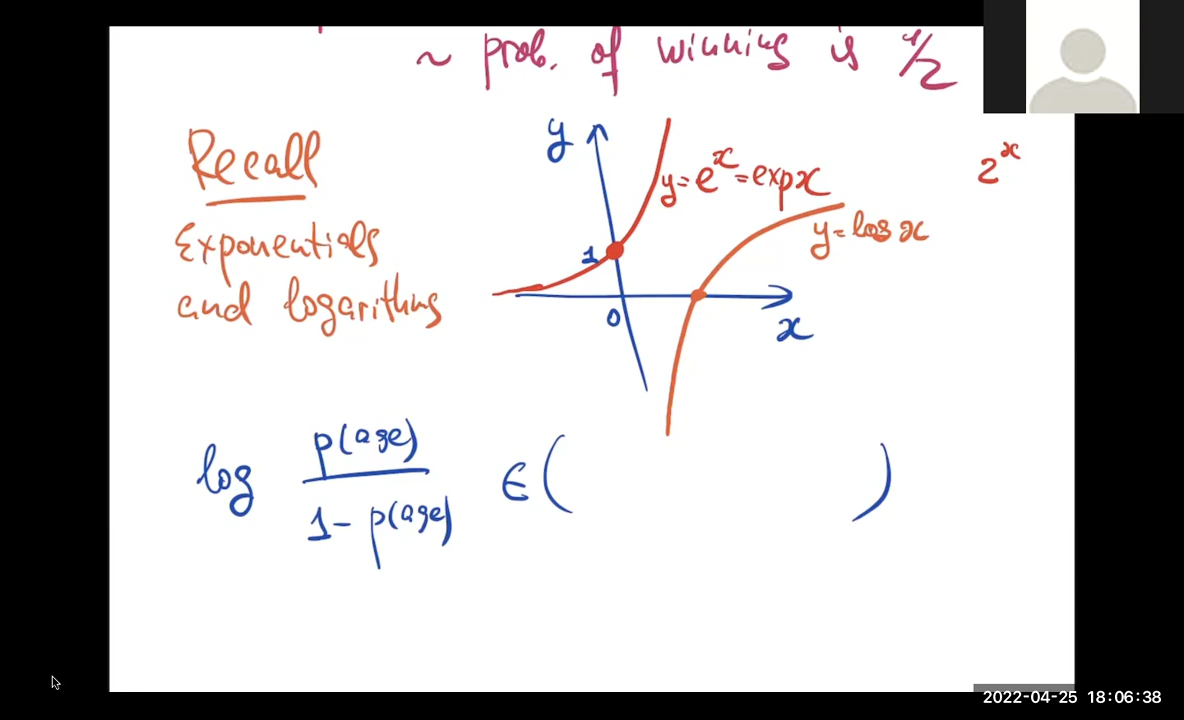 ~ prob. of winning is 1/2
Recall
Exponentials
and logarithms
y
y=e^x=exp x
2^x
y=log x
1
0
x
log p(age)/1-p(age) ∈ ( )
2022-04-25 18:06:38